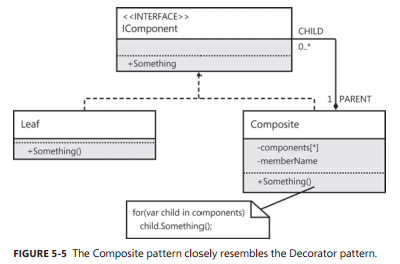 <<INTERFACE>>
IComponent
+Something
CHILD
0..*
1
PARENT
Leaf
+Something()
Composite
-components[*]
-memberName
+Something()
for(var child in components)
child.Something();
FIGURE 5-5 The Composite pattern closely resembles the Decorator pattern.